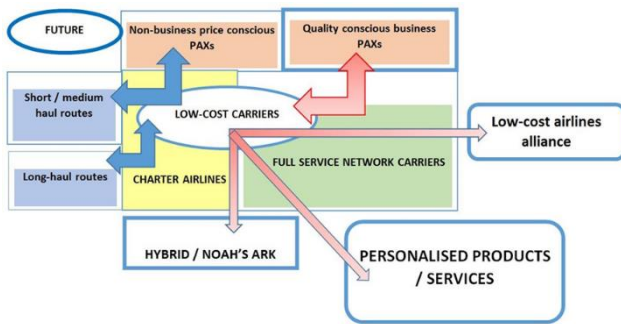 FUTURE
Non-business price conscious
PAXs
Quality conscious business
PAXs
Short / medium
haul routes
LOW-COST CARRIERS
Low-cost airlines
alliance
FULL SERVICE NETWORK CARRIERS
Long-haul routes
CHARTER AIRLINES
HYBRID / NOAH'S ARK
PERSONALISED PRODUCTS
/ SERVICES